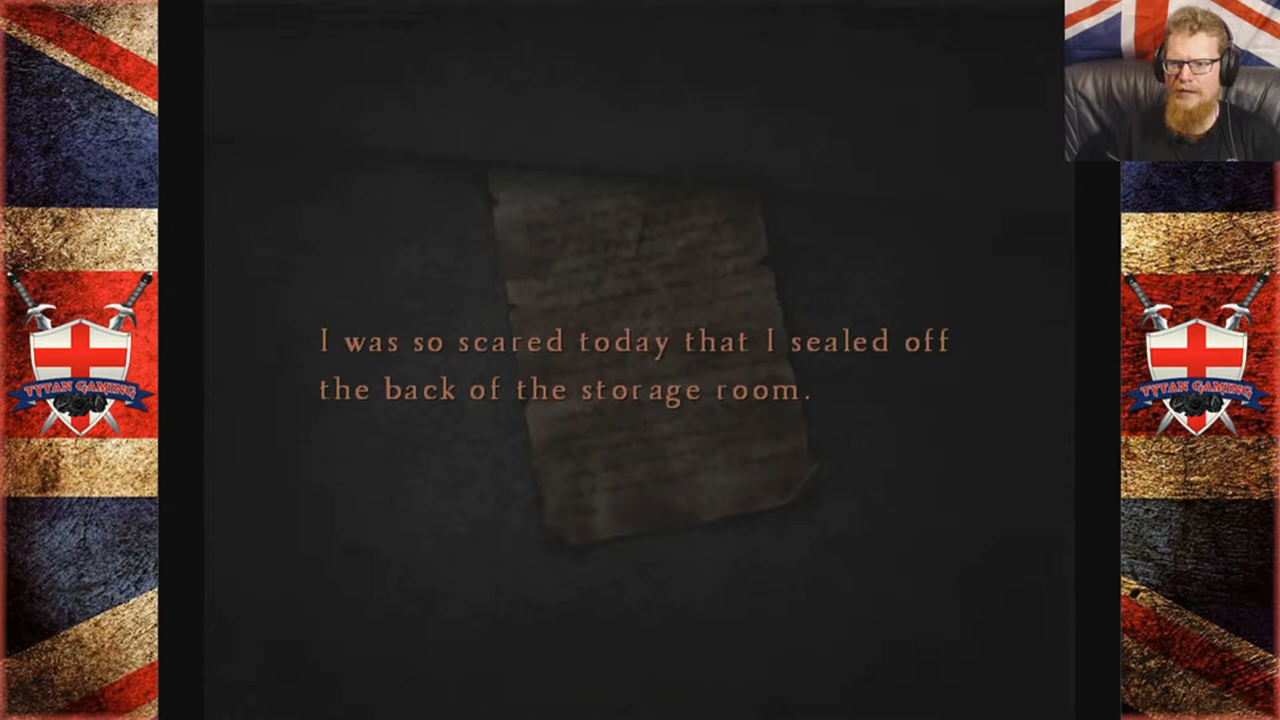 I was so scared today that I sealed off
the back of the storage room.
TYTAN GAMING
TYTAN GAMING